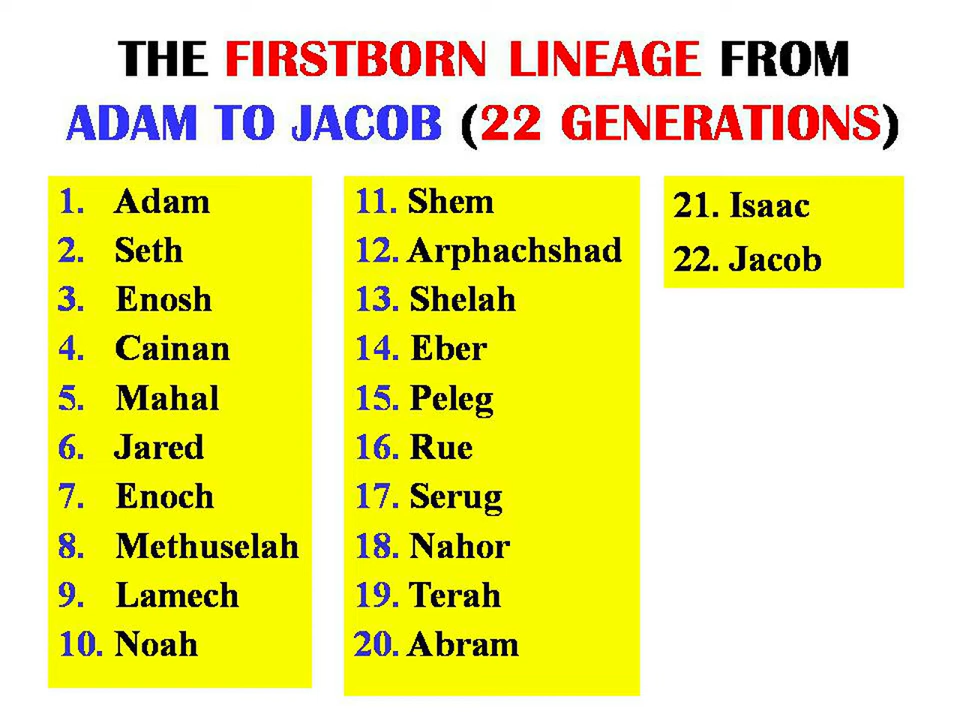 THE FIRSTBORN LINEAGE FROM
ADAM TO JACOB (22 GENERATIONS)
1. Adam
2. Seth
3. Enosh
4. Cainan
5. Mahal
6. Jared
7. Enoch
8. Methuselah
9. Lamech
10. Noah
11. Shem
12. Arphachshad
13. Shelah
14. Eber
15. Peleg
16. Rue
17. Serug
18. Nahor
19. Terah
20. Abram
21. Isaac
22. Jacob